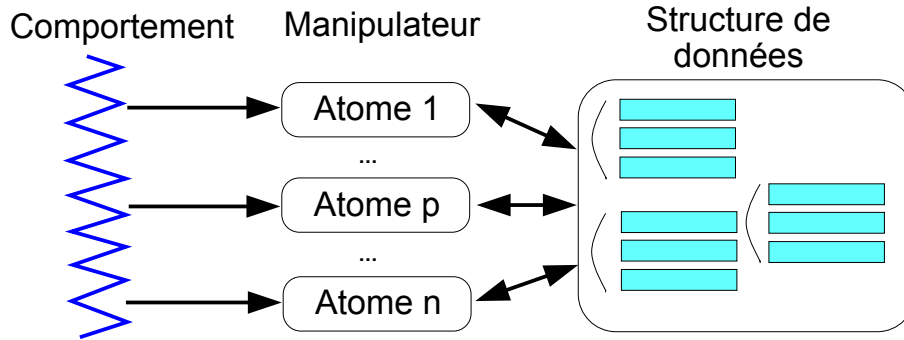 Comportement
Manipulateur
Structure de
données
Atome 1
...
Atome p
...
Atome n